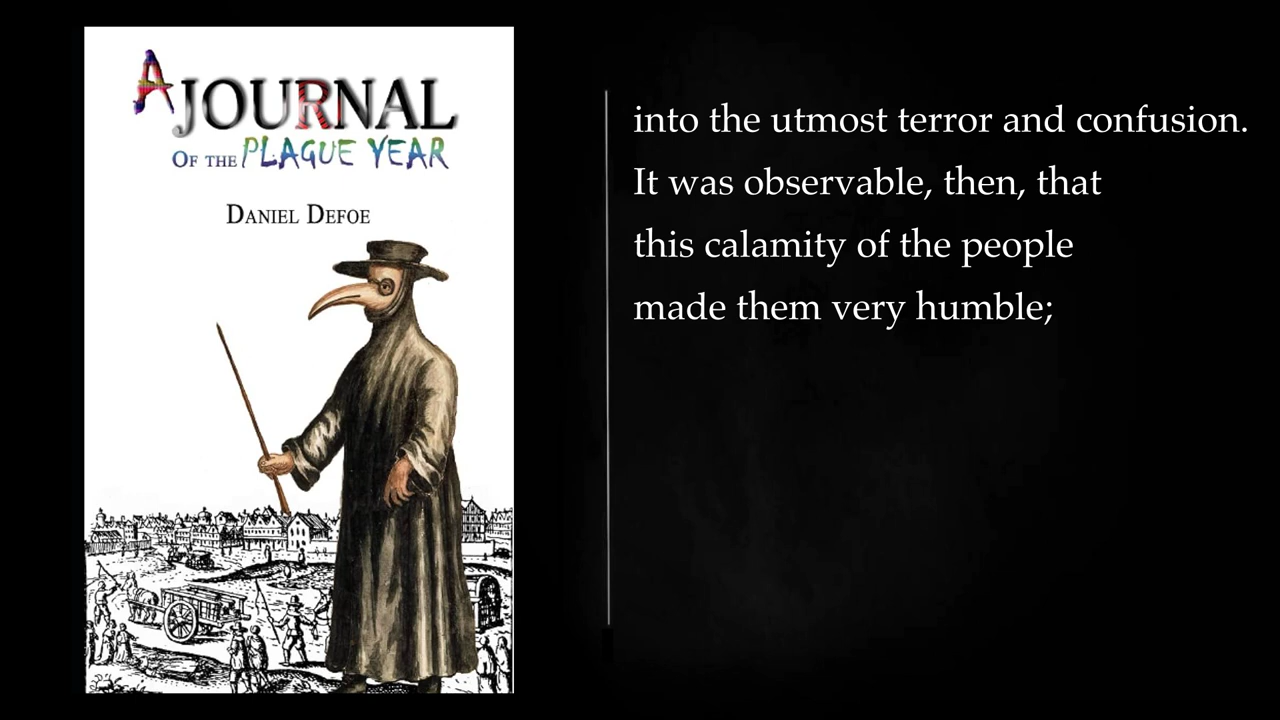 A JOURNAL
OF THE PLAGUE YEAR
DANIEL DEFOE
into the utmost terror and confusion.
It was observable, then, that
this calamity of the people
made them very humble;